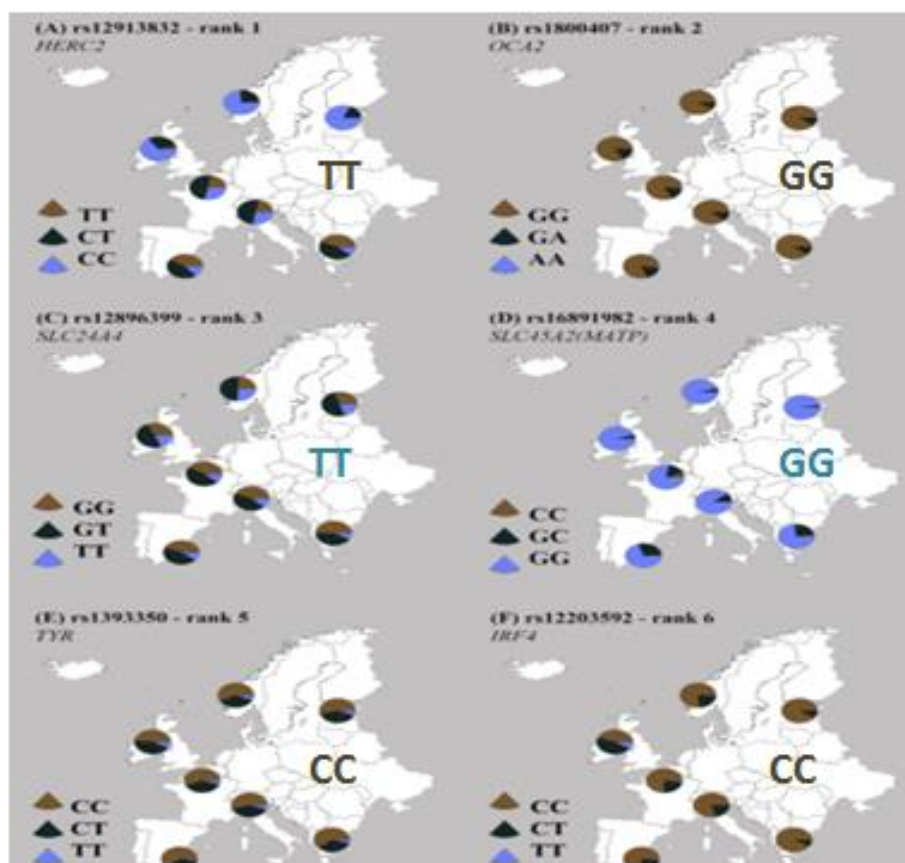 (A) rs12913832 - rank 1
HERC2
TT
TT
CT
CC
(B) rs1800407 - rank 2
OCA2
GG
GG
GA
AA
(C) rs12896399 - rank 3
SLC24A4
TT
GG
GT
TT
(D) rs16891982 - rank 4
SLC45A2(MATP)
GG
CC
GC
GG
(E) rs1393350 - rank 5
TYR
CC
CC
CT
TT
(F) rs12203592 - rank 6
IRF4
CC
CC
CT
TT